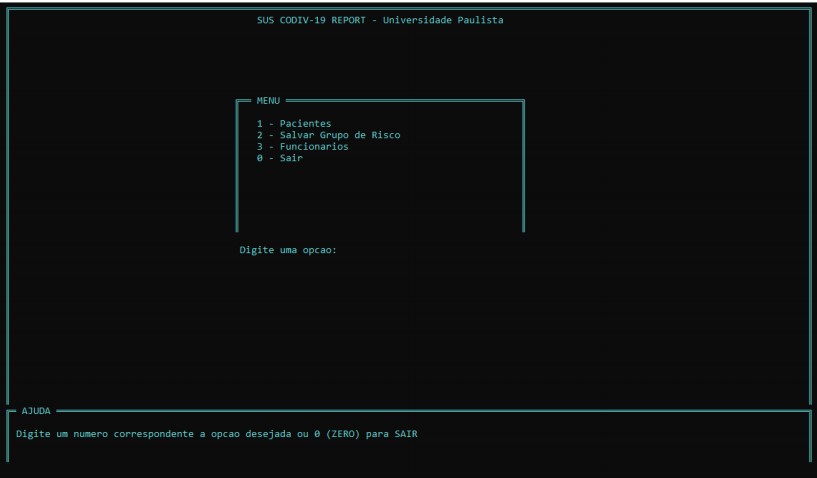 SUS CODIV-19 REPORT - Universidade Paulista
MENU
1 - Pacientes
2 - Salvar Grupo de Risco
3 - Funcionarios
0 - Sair
Digite uma opcao:
AJUDA
Digite um numero correspondente a opcao desejada ou 0 (ZERO) para SAIR